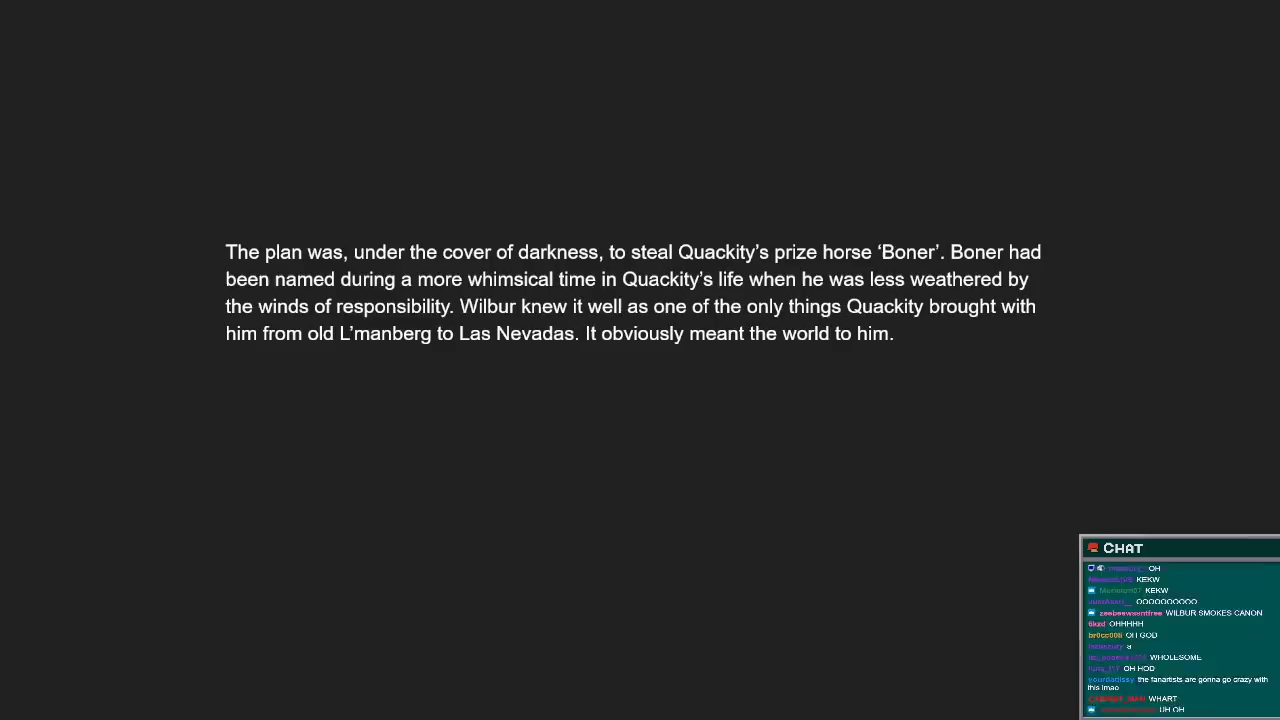 The plan was, under the cover of darkness, to steal Quackity’s prize horse ‘Boner’. Boner had
been named during a more whimsical time in Quackity’s life when he was less weathered by
the winds of responsibility. Wilbur knew it well as one of the only things Quackity brought with
him from old L’manberg to Las Nevadas. It obviously meant the world to him.
CHAT
OH
KEKW
KEKW
OOOOOOOOOO
zeebeewasntfree WILBUR SMOKES CANON
6kzd OHHHHH
OH GOD
a
WHOLESOME
OH HOD
yourdadissy the fanartists are gonna go crazy with
this lmao
WHART
UH OH